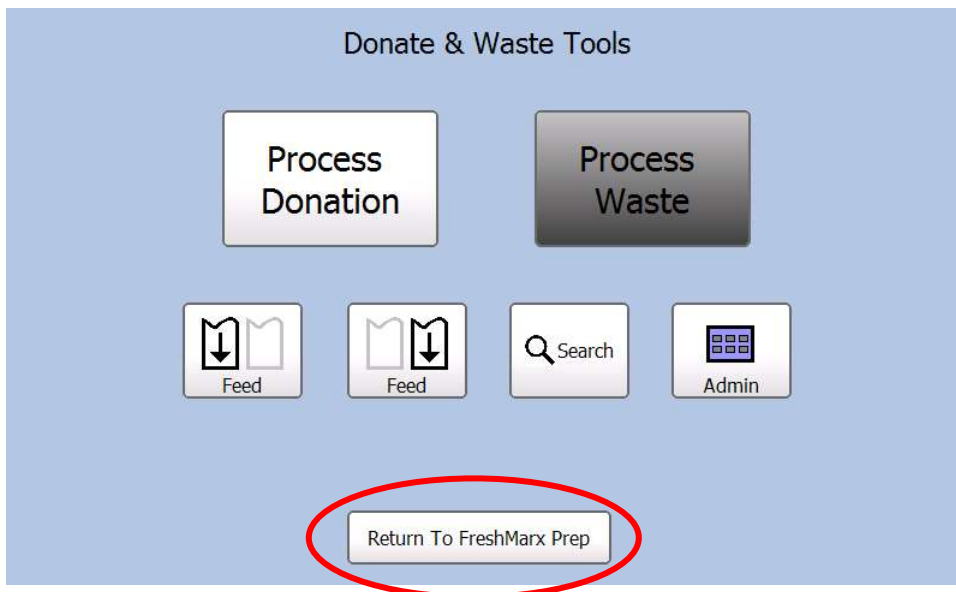 Donate & Waste Tools
Process
Donation
Process
Waste
Feed
Feed
Search
Admin
Return To FreshMarx Prep